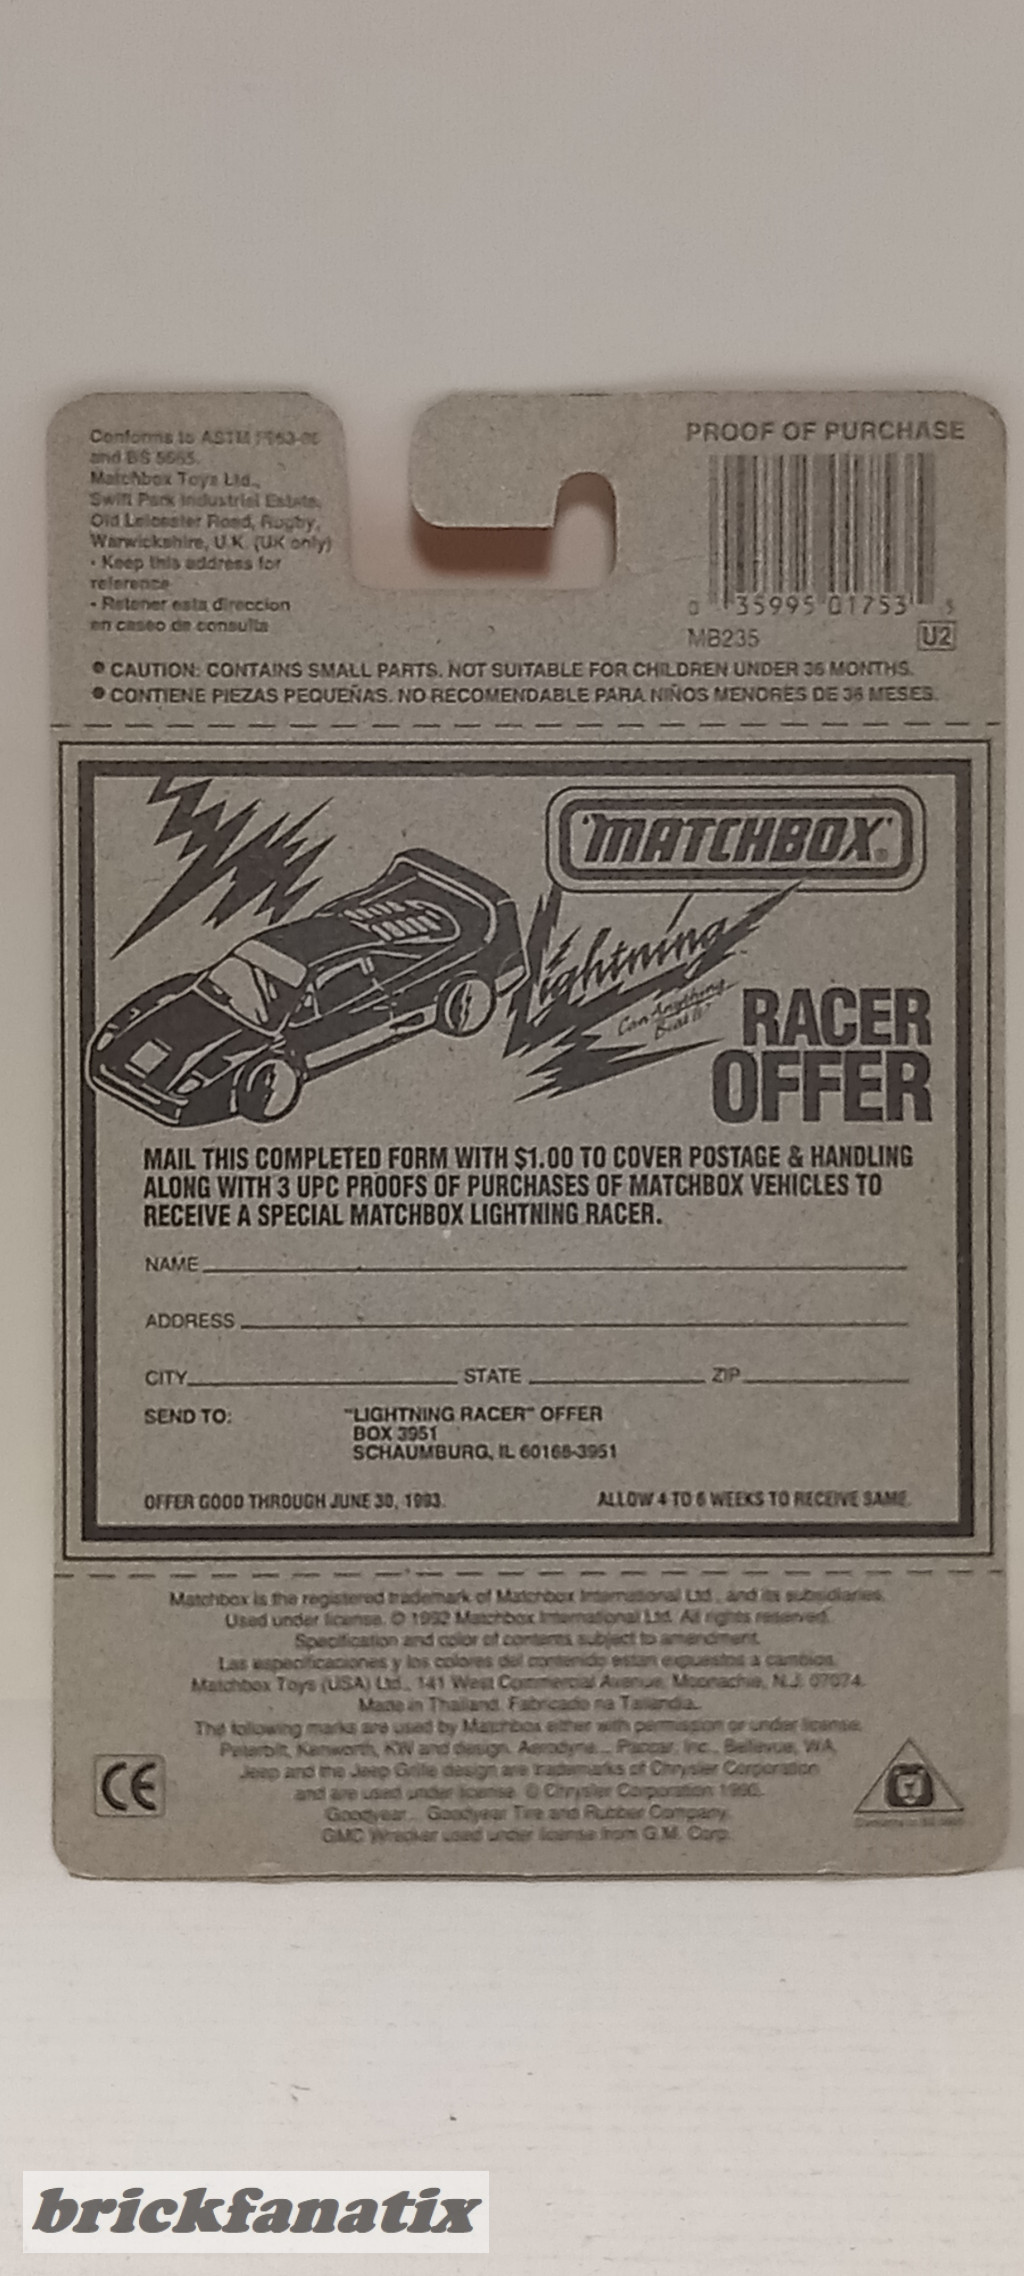 Conforms to ASTM
and BS 5665.
Matchbox Toys Ltd.,
Swift Park Industrial Estate,
Old Leicester Road, Rugby,
Warwickshire, U.K. (UK only)
• Keep this address for
reference
• Retener esta direccion
en caseo de consulta
PROOF OF PURCHASE
0 35995 01753 5
MB235 U2
● CAUTION: CONTAINS SMALL PARTS. NOT SUITABLE FOR CHILDREN UNDER 36 MONTHS.
● CONTIENE PIEZAS PEQUEÑAS. NO RECOMENDABLE PARA NIÑOS MENORES DE 36 MESES.
"MATCHBOX"®
Lightning
Can Anything
Beat It?
RACER
OFFER
MAIL THIS COMPLETED FORM WITH $1.00 TO COVER POSTAGE & HANDLING
ALONG WITH 3 UPC PROOFS OF PURCHASES OF MATCHBOX VEHICLES TO
RECEIVE A SPECIAL MATCHBOX LIGHTNING RACER.
NAME
ADDRESS
CITY STATE ZIP
SEND TO: "LIGHTNING RACER" OFFER
BOX 3951
SCHAUMBURG, IL 60168-3951
OFFER GOOD THROUGH JUNE 30, 1993. ALLOW 4 TO 6 WEEKS TO RECEIVE SAME.
Matchbox is the registered trademark of Matchbox International Ltd., and its subsidiaries.
Used under license. © 1992 Matchbox International Ltd. All rights reserved.
Specification and color of contents subject to amendment.
Las especificaciones y los colores del contenido estan expuestos a cambios.
Matchbox Toys (USA) Ltd., 141 West Commercial Avenue, Moonachie, N.J. 07074.
Made in Thailand. Fabricado na Tailandia.
The following marks are used by Matchbox either with permission or under license.
Peterbilt, Kenworth, KW and design, Aerodyne... Paccar, Inc., Bellevue, WA,
Jeep and the Jeep Grille design are trademarks of Chrysler Corporation
and are used under license. © Chrysler Corporation 1990.
Goodyear... Goodyear Tire and Rubber Company.
GMC Wrecker used under license from G.M. Corp.
CE
brickfanatix